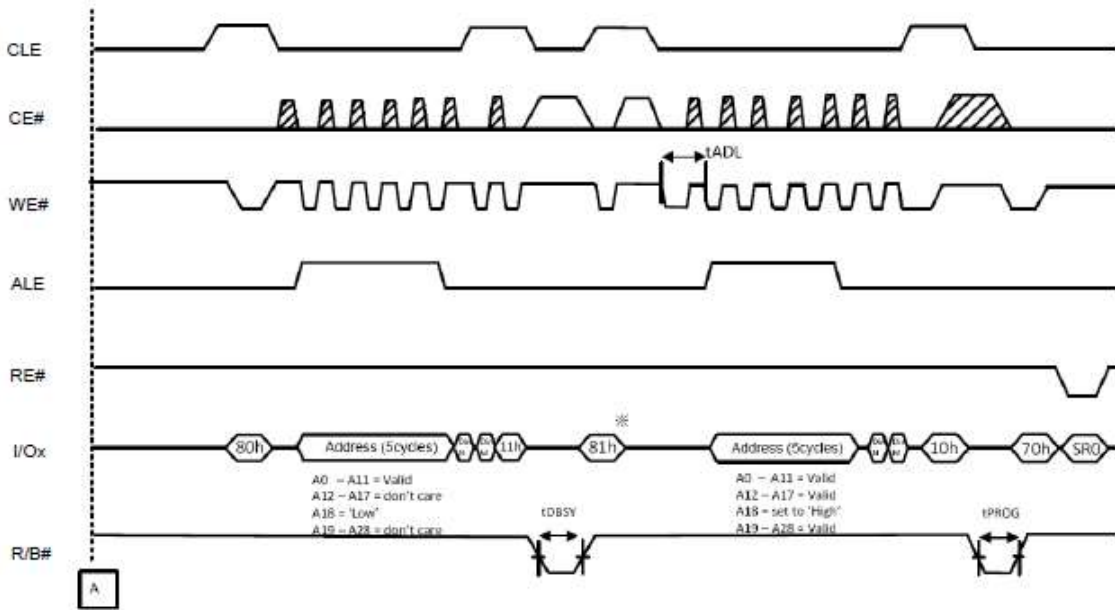 CLE
CE#
tADL
WE#
ALE
RE#
※
I/Ox
80h
Address (5cycles)
11h
81h
Address (5cycles)
10h
70h
SR0
A0 – A11 = Valid
A12 – A17 = don't care
A18 = 'Low'
A19 – A28 = don't care
A0 – A11 = Valid
A12 – A17 = Valid
A18 = set to 'High'
A19 – A28 = Valid
tDBSY
tPROG
R/B#
A